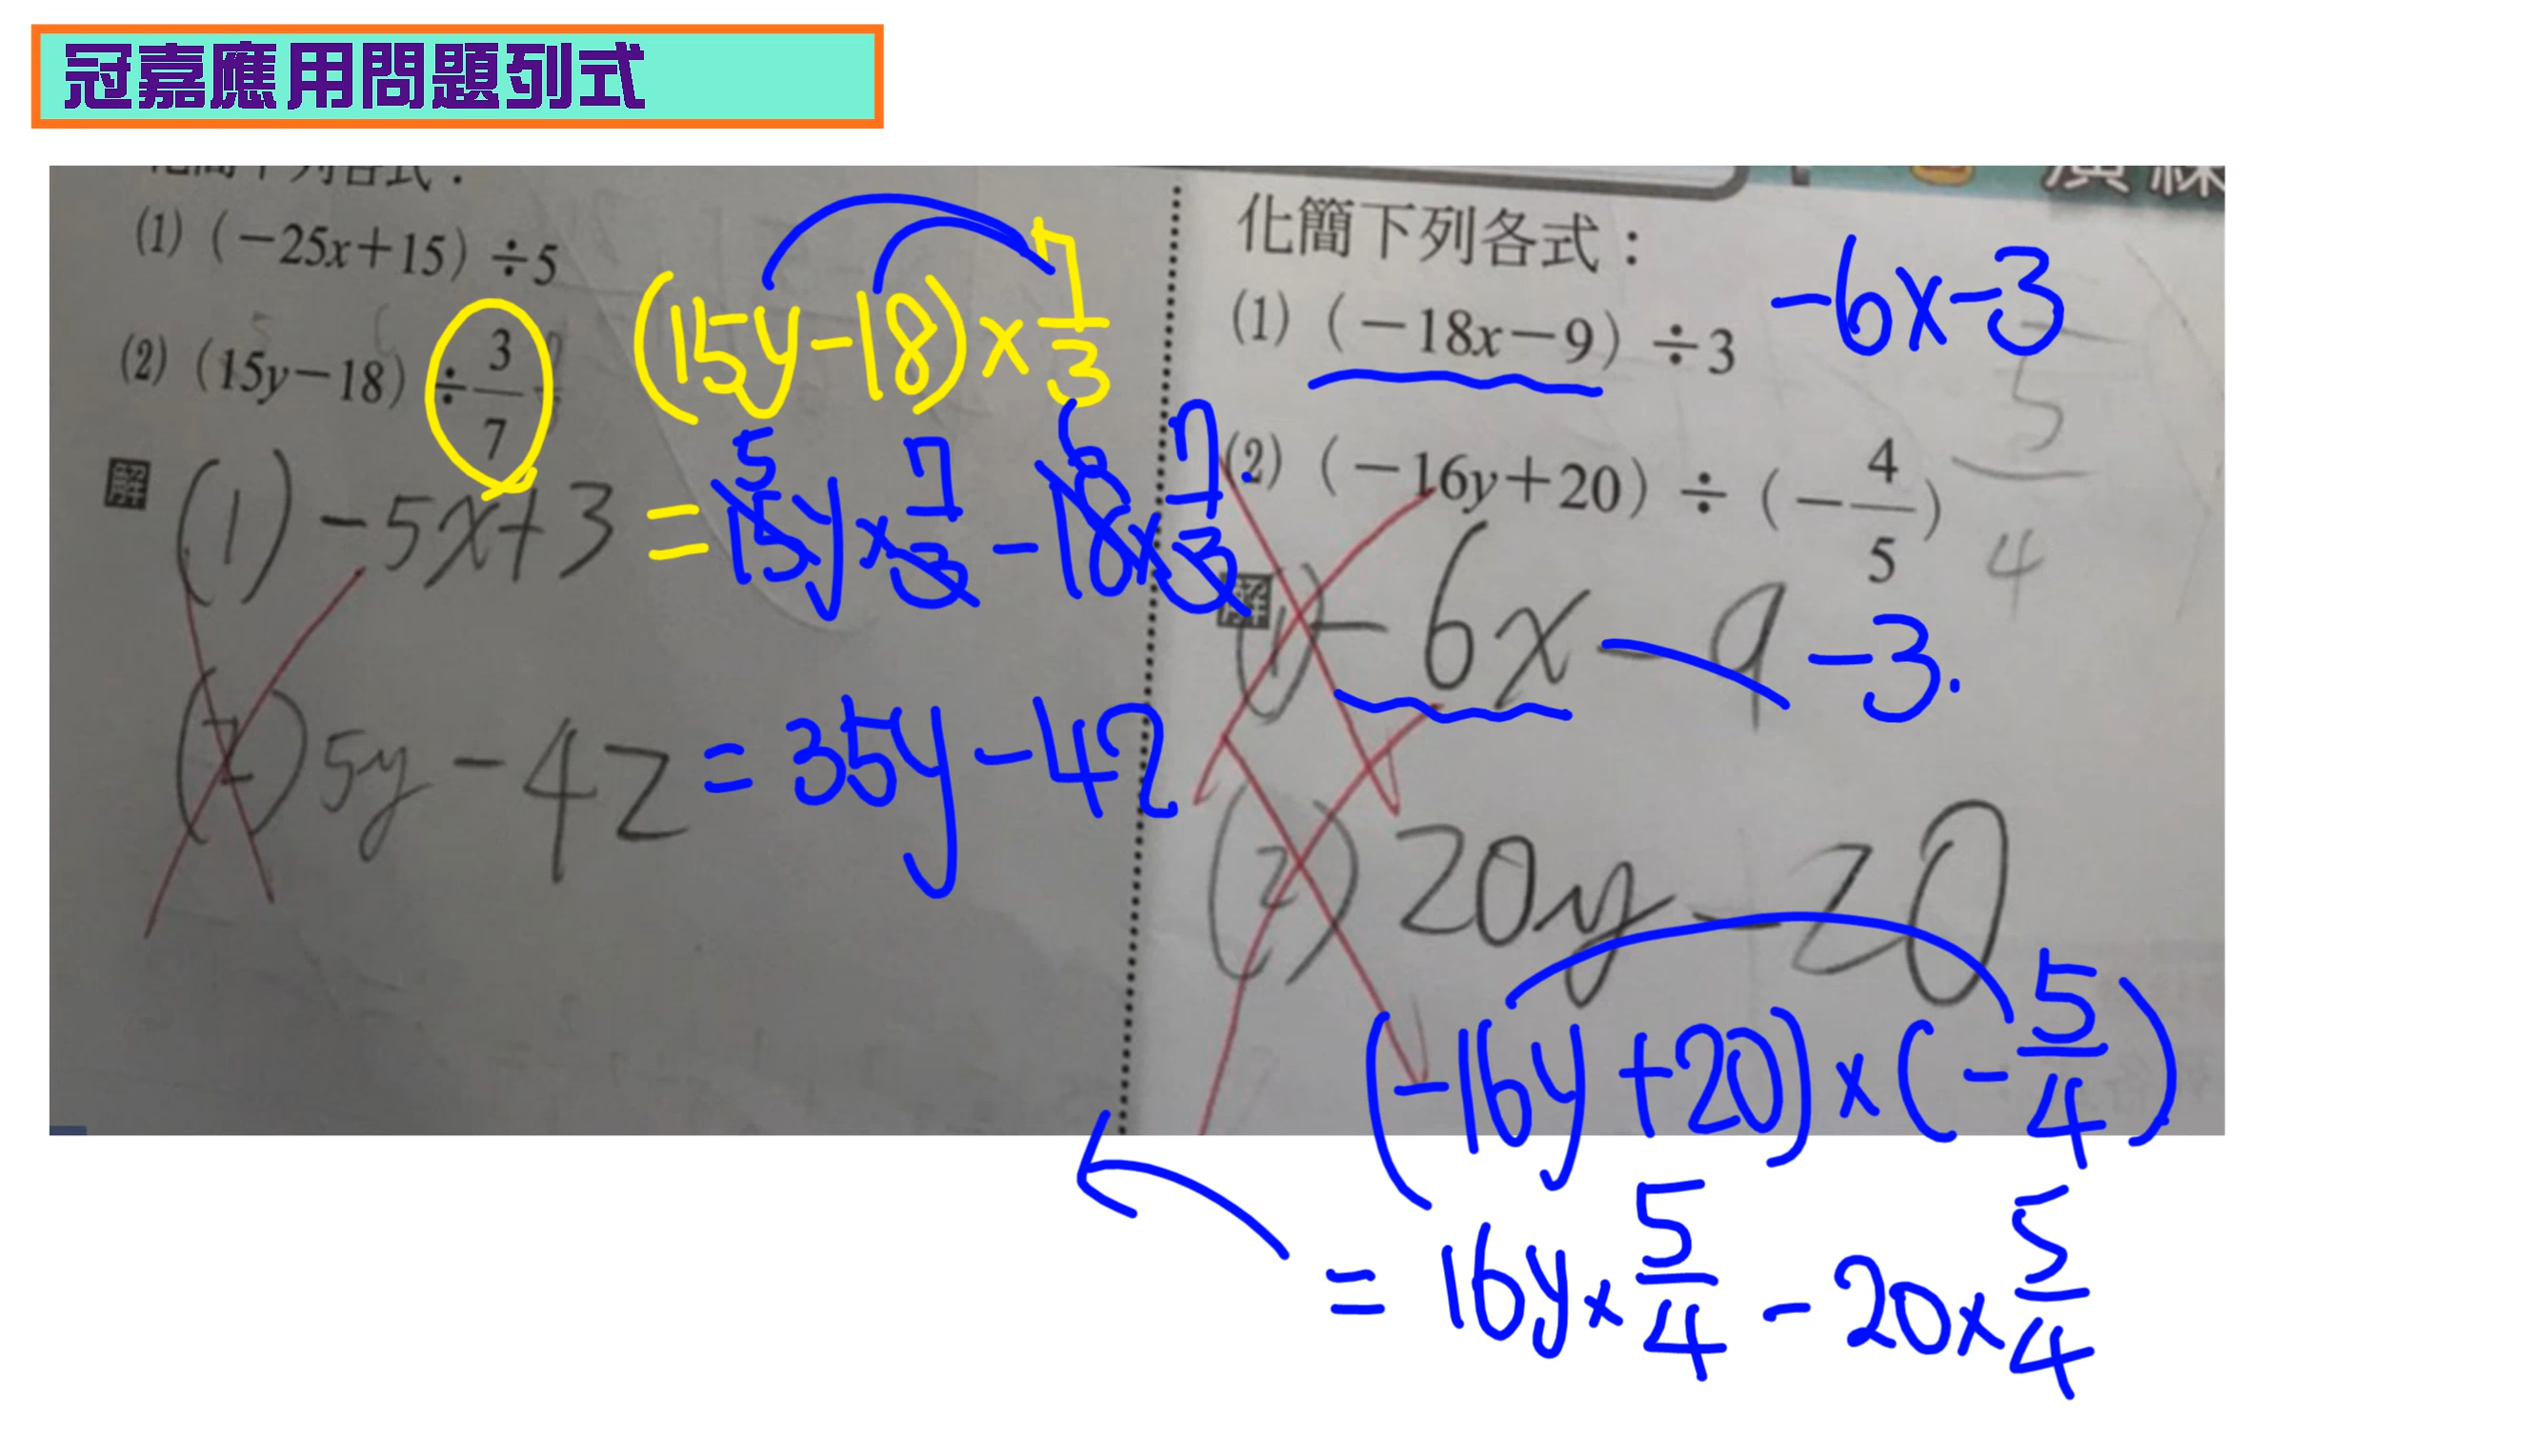 冠嘉應用問題列式
化簡下列各式：
(1) (－25x＋15) ÷5
(2) (15y－18) ÷ 3/7
(15y-18)×7/3
解
(1) -5x+3
= 15y×7/3 - 18×7/3
5 6
(2) 5y-42
= 35y-42
化簡下列各式：
(1) (－18x－9) ÷3
-6x-3
(2) (－16y＋20) ÷ (－4/5)
5
4
解
(1) -6x-9
-3.
(2) 20y-20
(-16y+20)×(-5/4)
= 16y×5/4 - 20×5/4